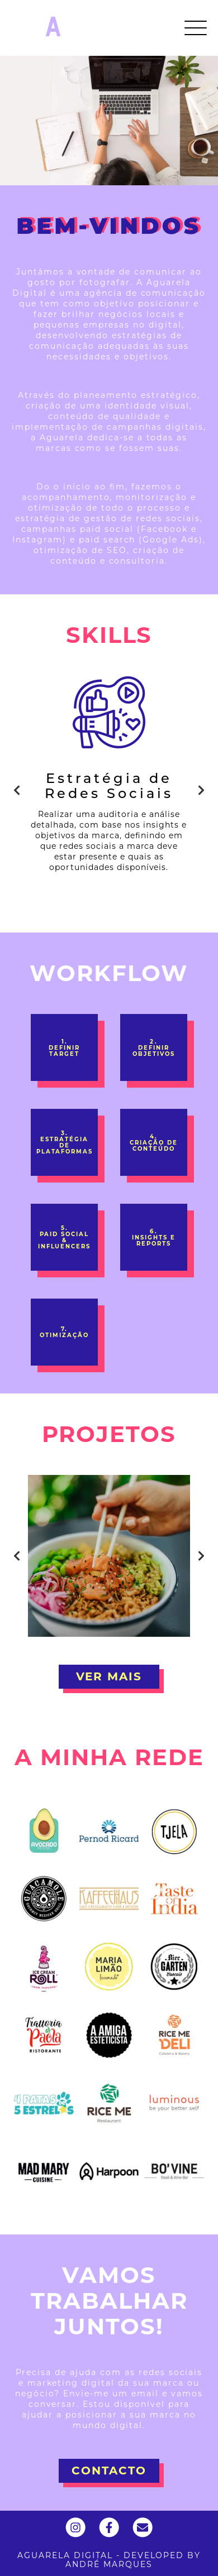 A
BEM-VINDOS
Juntámos a vontade de comunicar ao
gosto por fotografar. A Aguarela
Digital é uma agência de comunicação
que tem como objetivo posicionar e
fazer brilhar negócios locais e
pequenas empresas no digital,
desenvolvendo estratégias de
comunicação adequadas às suas
necessidades e objetivos.
Através do planeamento estratégico,
criação de uma identidade visual,
conteúdo de qualidade e
implementação de campanhas digitais,
a Aguarela dedica-se a todas as
marcas como se fossem suas.
Do o início ao fim, fazemos o
acompanhamento, monitorização e
otimização de todo o processo e
estratégia de gestão de redes sociais,
campanhas paid social (Facebook e
Instagram) e paid search (Google Ads),
otimização de SEO, criação de
conteúdo e consultoria.
SKILLS
Estratégia de
Redes Sociais
Realizar uma auditoria e análise
detalhada, com base nos insights e
objetivos da marca, definindo em
que redes sociais a marca deve
estar presente e quais as
oportunidades disponíveis.
WORKFLOW
1.
DEFINIR
TARGET
2.
DEFINIR
OBJETIVOS
3.
ESTRATÉGIA
DE
PLATAFORMAS
4.
CRIAÇÃO DE
CONTEÚDO
5.
PAID SOCIAL
&
INFLUENCERS
6.
INSIGHTS E
REPORTS
7.
OTIMIZAÇÃO
PROJETOS
VER MAIS
A MINHA REDE
AVOCADO
Pernod Ricard
TJELA
GUACAMOLE
KAFFEEHAUS
Taste
of
India
ICE CREAM
ROLL
MARIA
LIMÃO
Bier
GARTEN
Trattoria
da
Paola
RISTORANTE
A AMIGA
ESTETICISTA
RICE ME
DELI
4 PATAS
5 ESTRELAS
RICE ME
Restaurant
luminous
be your better self
MAD MARY
CUISINE
Harpoon
BO'VINE
VAMOS
TRABALHAR
JUNTOS!
Precisa de ajuda com as redes sociais
e marketing digital da sua marca ou
negócio? Envie-me um email e vamos
conversar. Estou disponível para
ajudar a posicionar a sua marca no
mundo digital.
CONTACTO
AGUARELA DIGITAL - DEVELOPED BY
ANDRÉ MARQUES